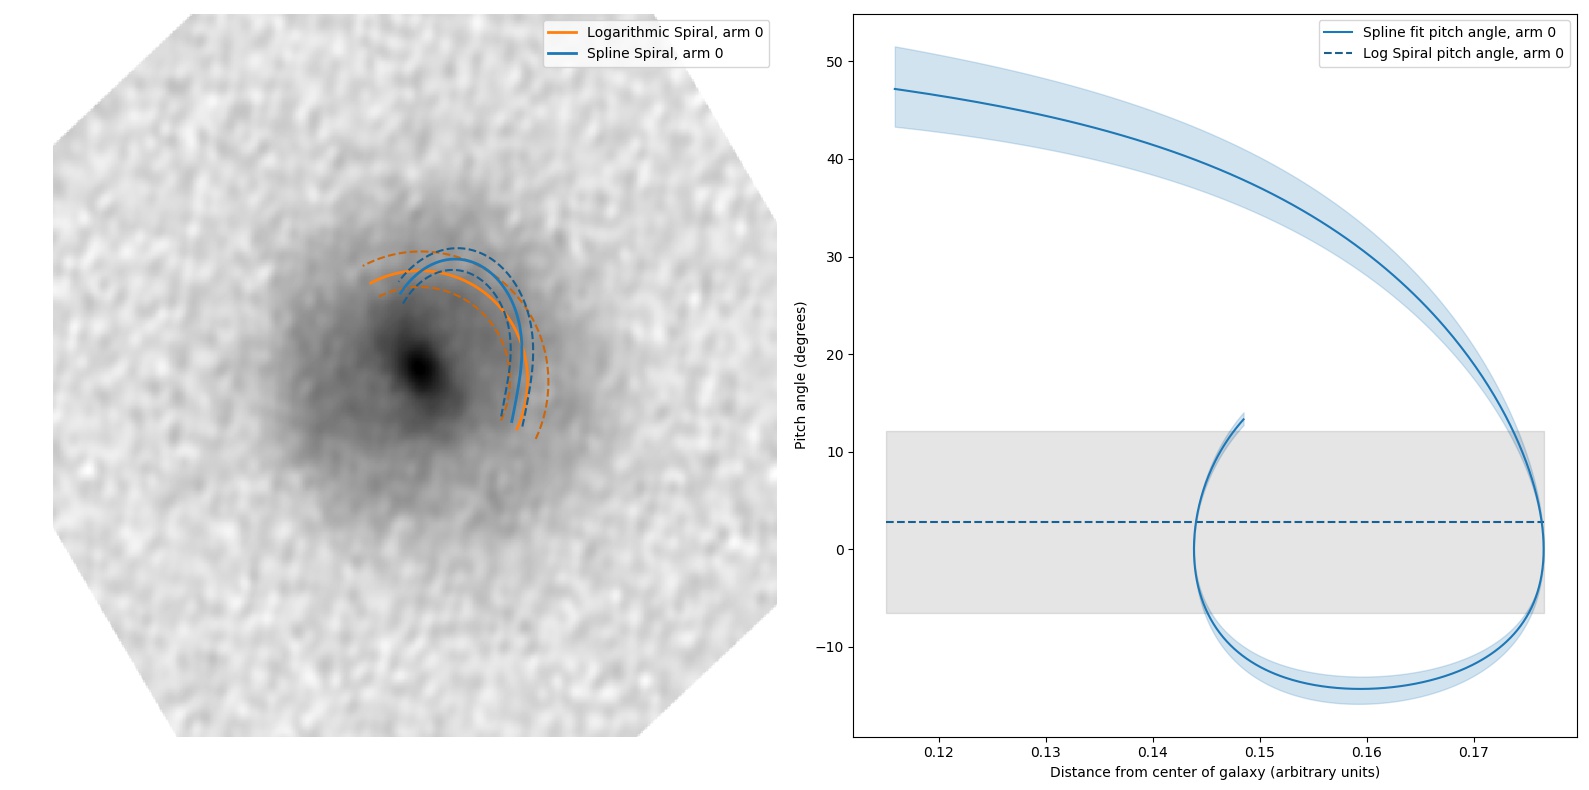 Logarithmic Spiral, arm 0
Spline Spiral, arm 0
Spline fit pitch angle, arm 0
Log Spiral pitch angle, arm 0
50
40
30
20
10
0
−10
Pitch angle (degrees)
0.12
0.13
0.14
0.15
0.16
0.17
Distance from center of galaxy (arbitrary units)